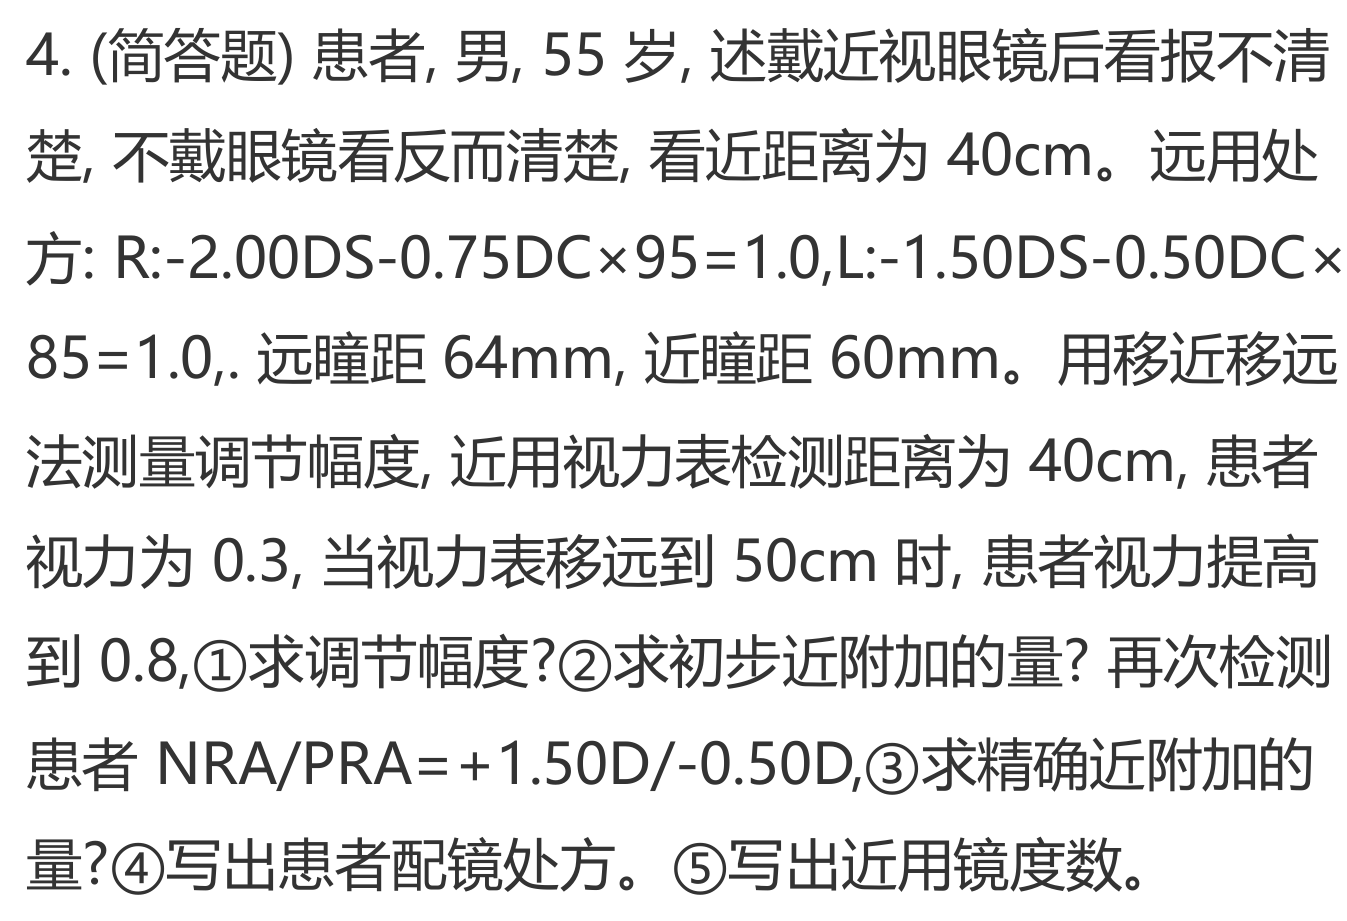 4. (简答题) 患者, 男, 55 岁, 述戴近视眼镜后看报不清
楚, 不戴眼镜看反而清楚, 看近距离为 40cm。远用处
方: R:-2.00DS-0.75DC×95=1.0,L:-1.50DS-0.50DC×
85=1.0,. 远瞳距 64mm, 近瞳距 60mm。用移近移远
法测量调节幅度, 近用视力表检测距离为 40cm, 患者
视力为 0.3, 当视力表移远到 50cm 时, 患者视力提高
到 0.8,①求调节幅度?②求初步近附加的量? 再次检测
患者 NRA/PRA=+1.50D/-0.50D,③求精确近附加的
量?④写出患者配镜处方。⑤写出近用镜度数。